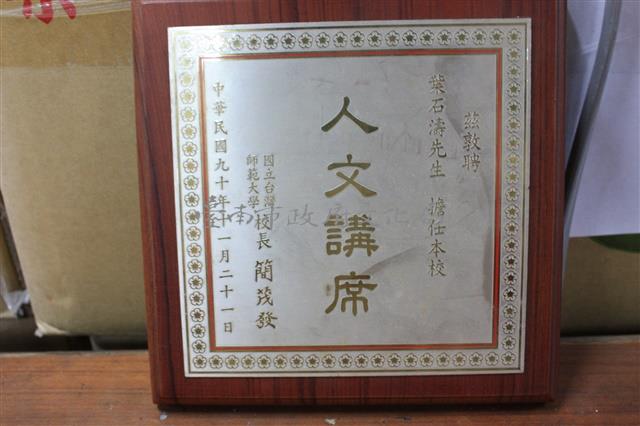 茲敦聘
葉石濤先生 擔任本校
人文講席
國立台灣
師範大學 校長 簡茂發
中華民國九十年十一月二十一日